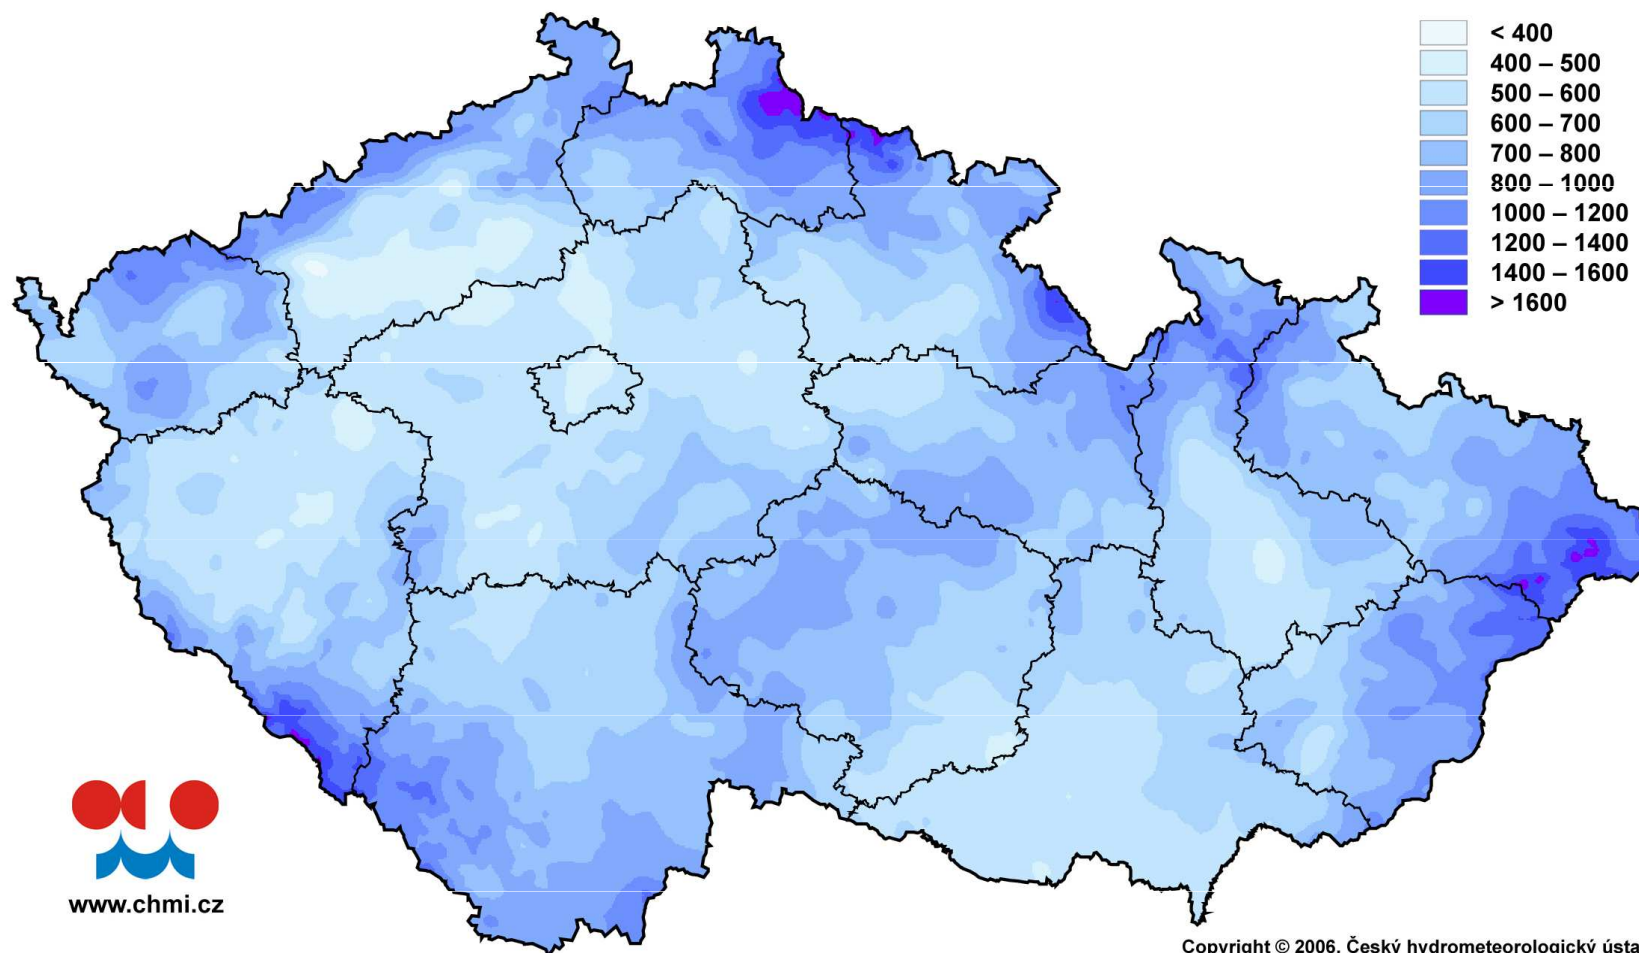 < 400
400 – 500
500 – 600
600 – 700
700 – 800
800 – 1000
1000 – 1200
1200 – 1400
1400 – 1600
> 1600
www.chmi.cz
Copyright © 2006, Český hydrometeorologický ústa